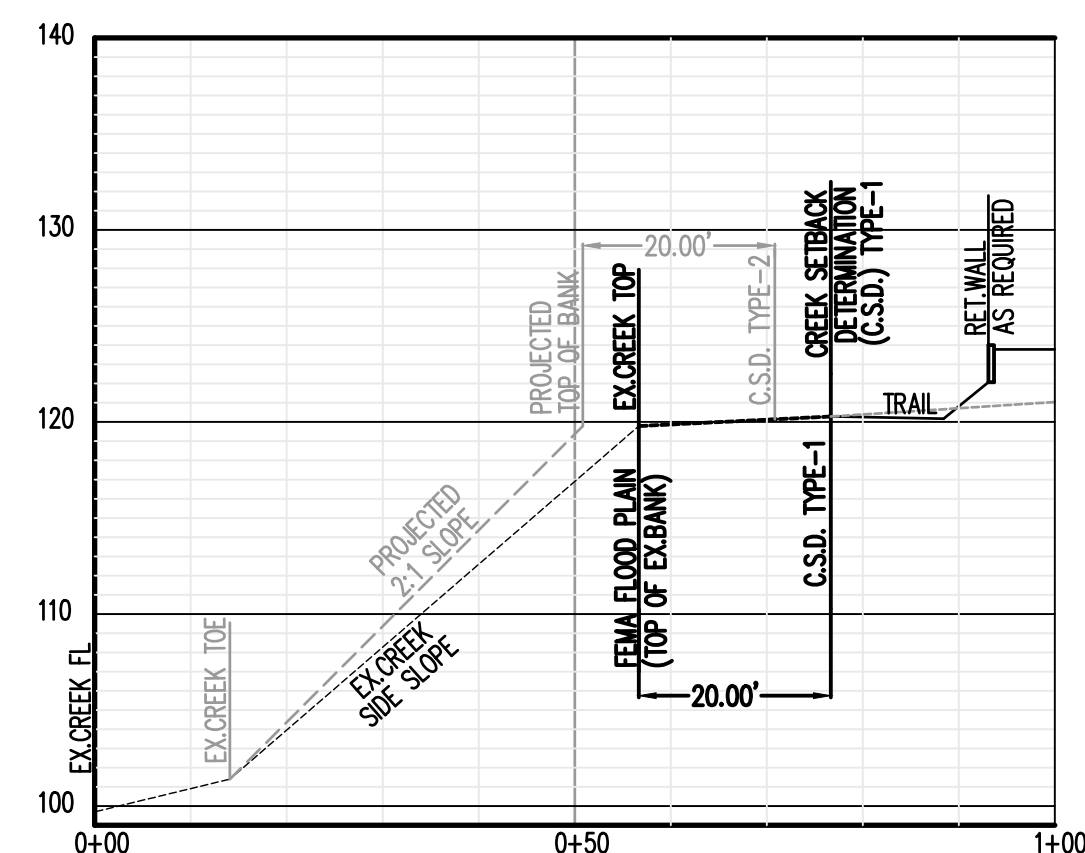 140
130
120
110
100
0+00
0+50
1+00
EX.CREEK FL
EX.CREEK TOE
PROJECTED
2:1 SLOPE
EX.CREEK
SIDE SLOPE
PROJECTED
TOP OF BANK
20.00'
EX.CREEK TOP
C.S.D. TYPE-2
CREEK SETBACK
DETERMINATION
(C.S.D.) TYPE-1
RET.WALL
AS REQUIRED
TRAIL
FEMA FLOOD PLAIN
(TOP OF EX.BANK)
C.S.D. TYPE-1
20.00'